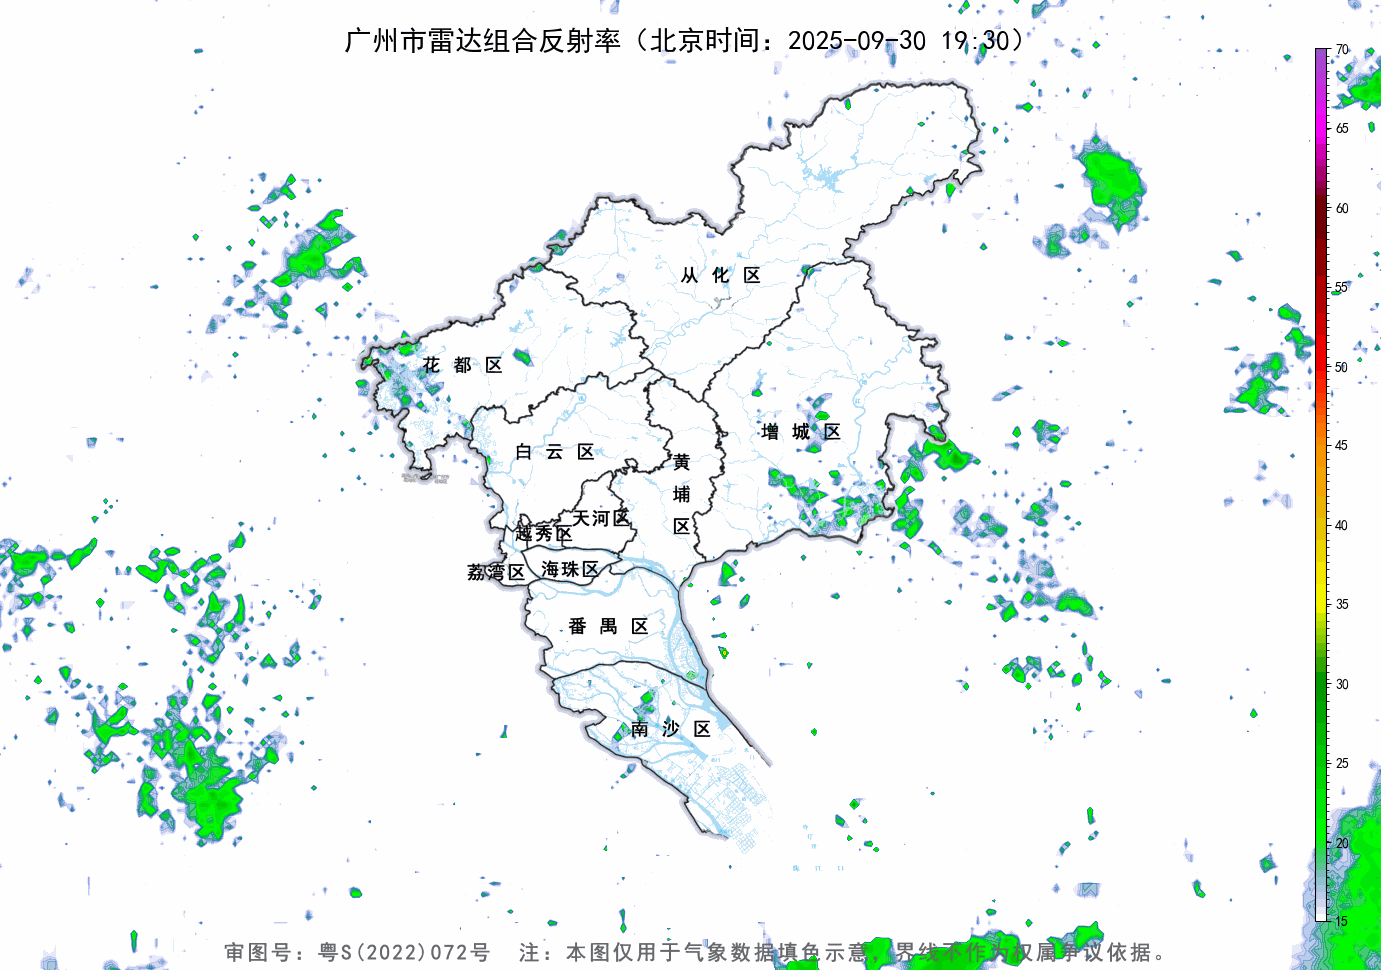 广州市雷达组合反射率（北京时间：2025-09-30 19:30）
70
65
60
55
50
45
40
35
30
25
20
15
从化区
花都区
增城区
白云区
黄埔区
天河区
越秀区
荔湾区
海珠区
番禺区
南沙区
审图号：粤S(2022)072号 注：本图仅用于气象数据填色示意，界线不作为权属争议依据。